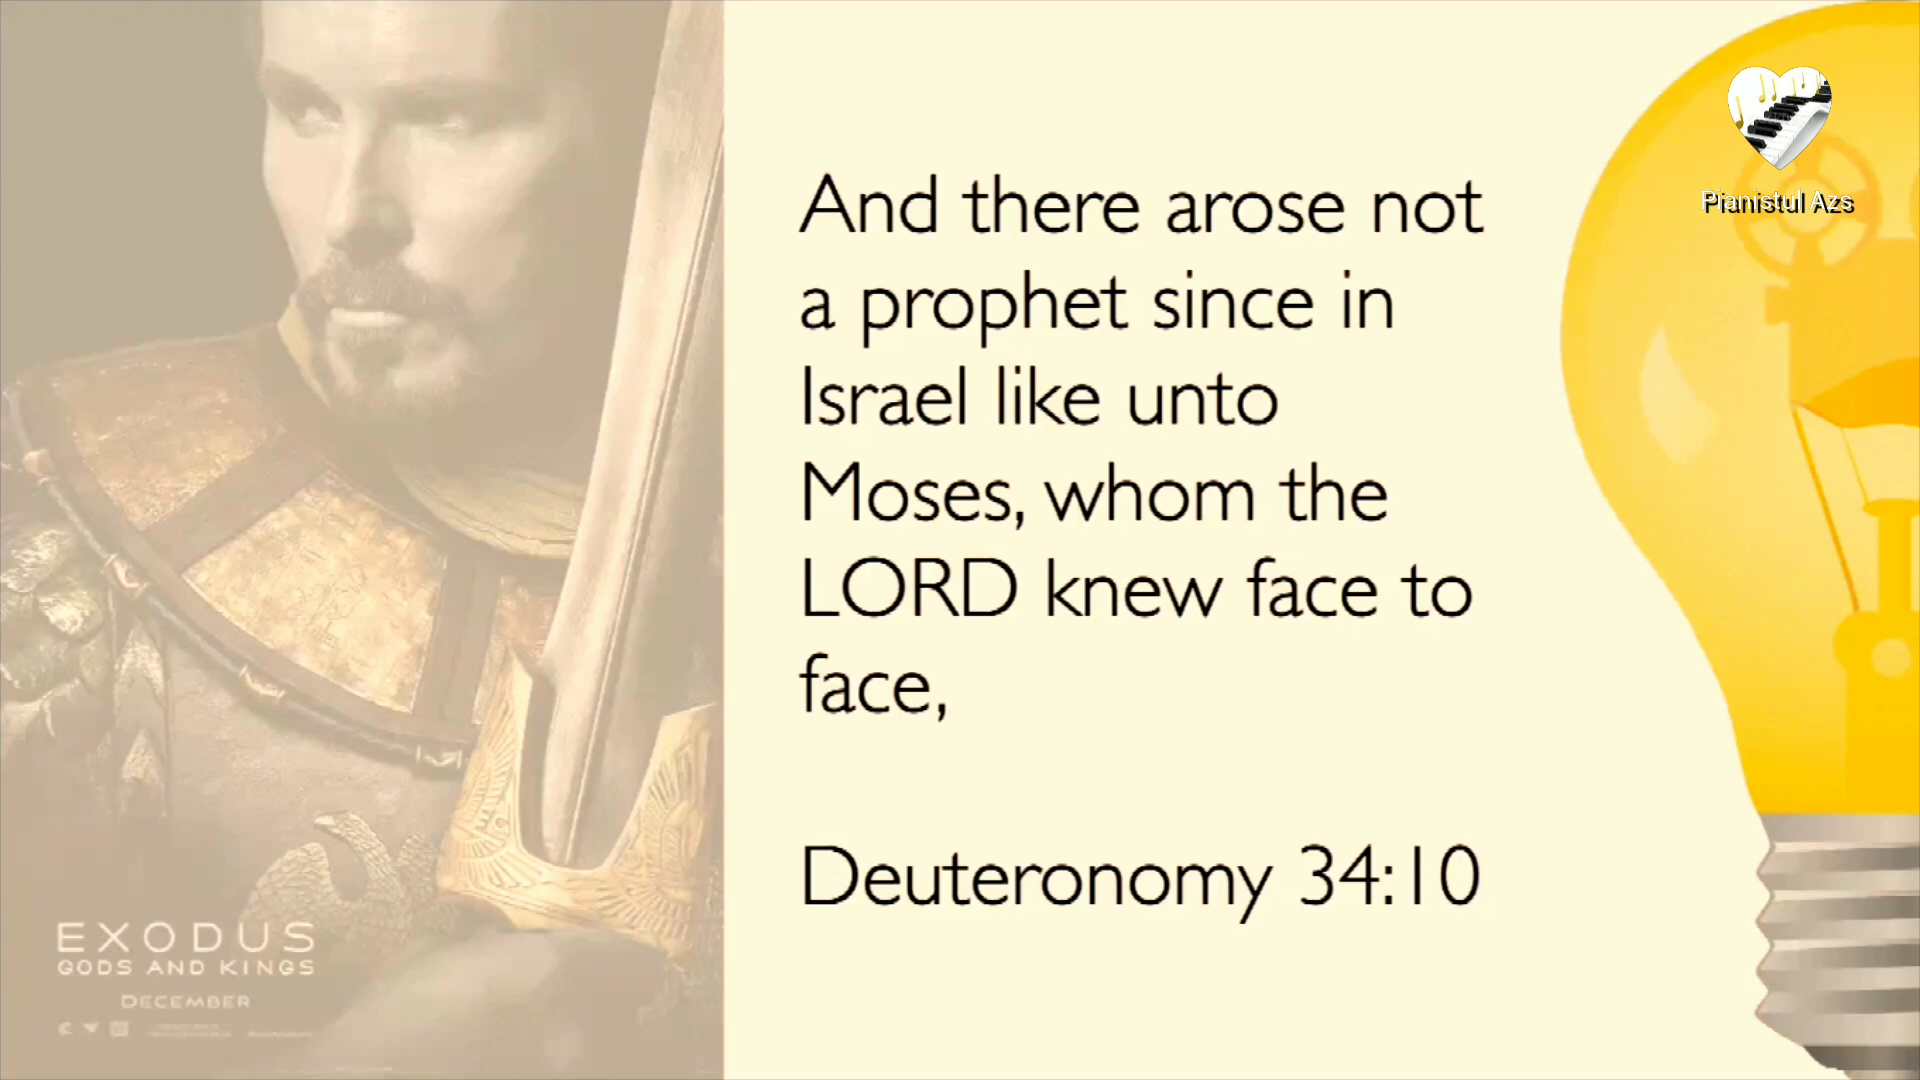 And there arose not
a prophet since in
Israel like unto
Moses, whom the
LORD knew face to
face,
Deuteronomy 34:10
Pianistul Azs
EXODUS
GODS AND KINGS
DECEMBER